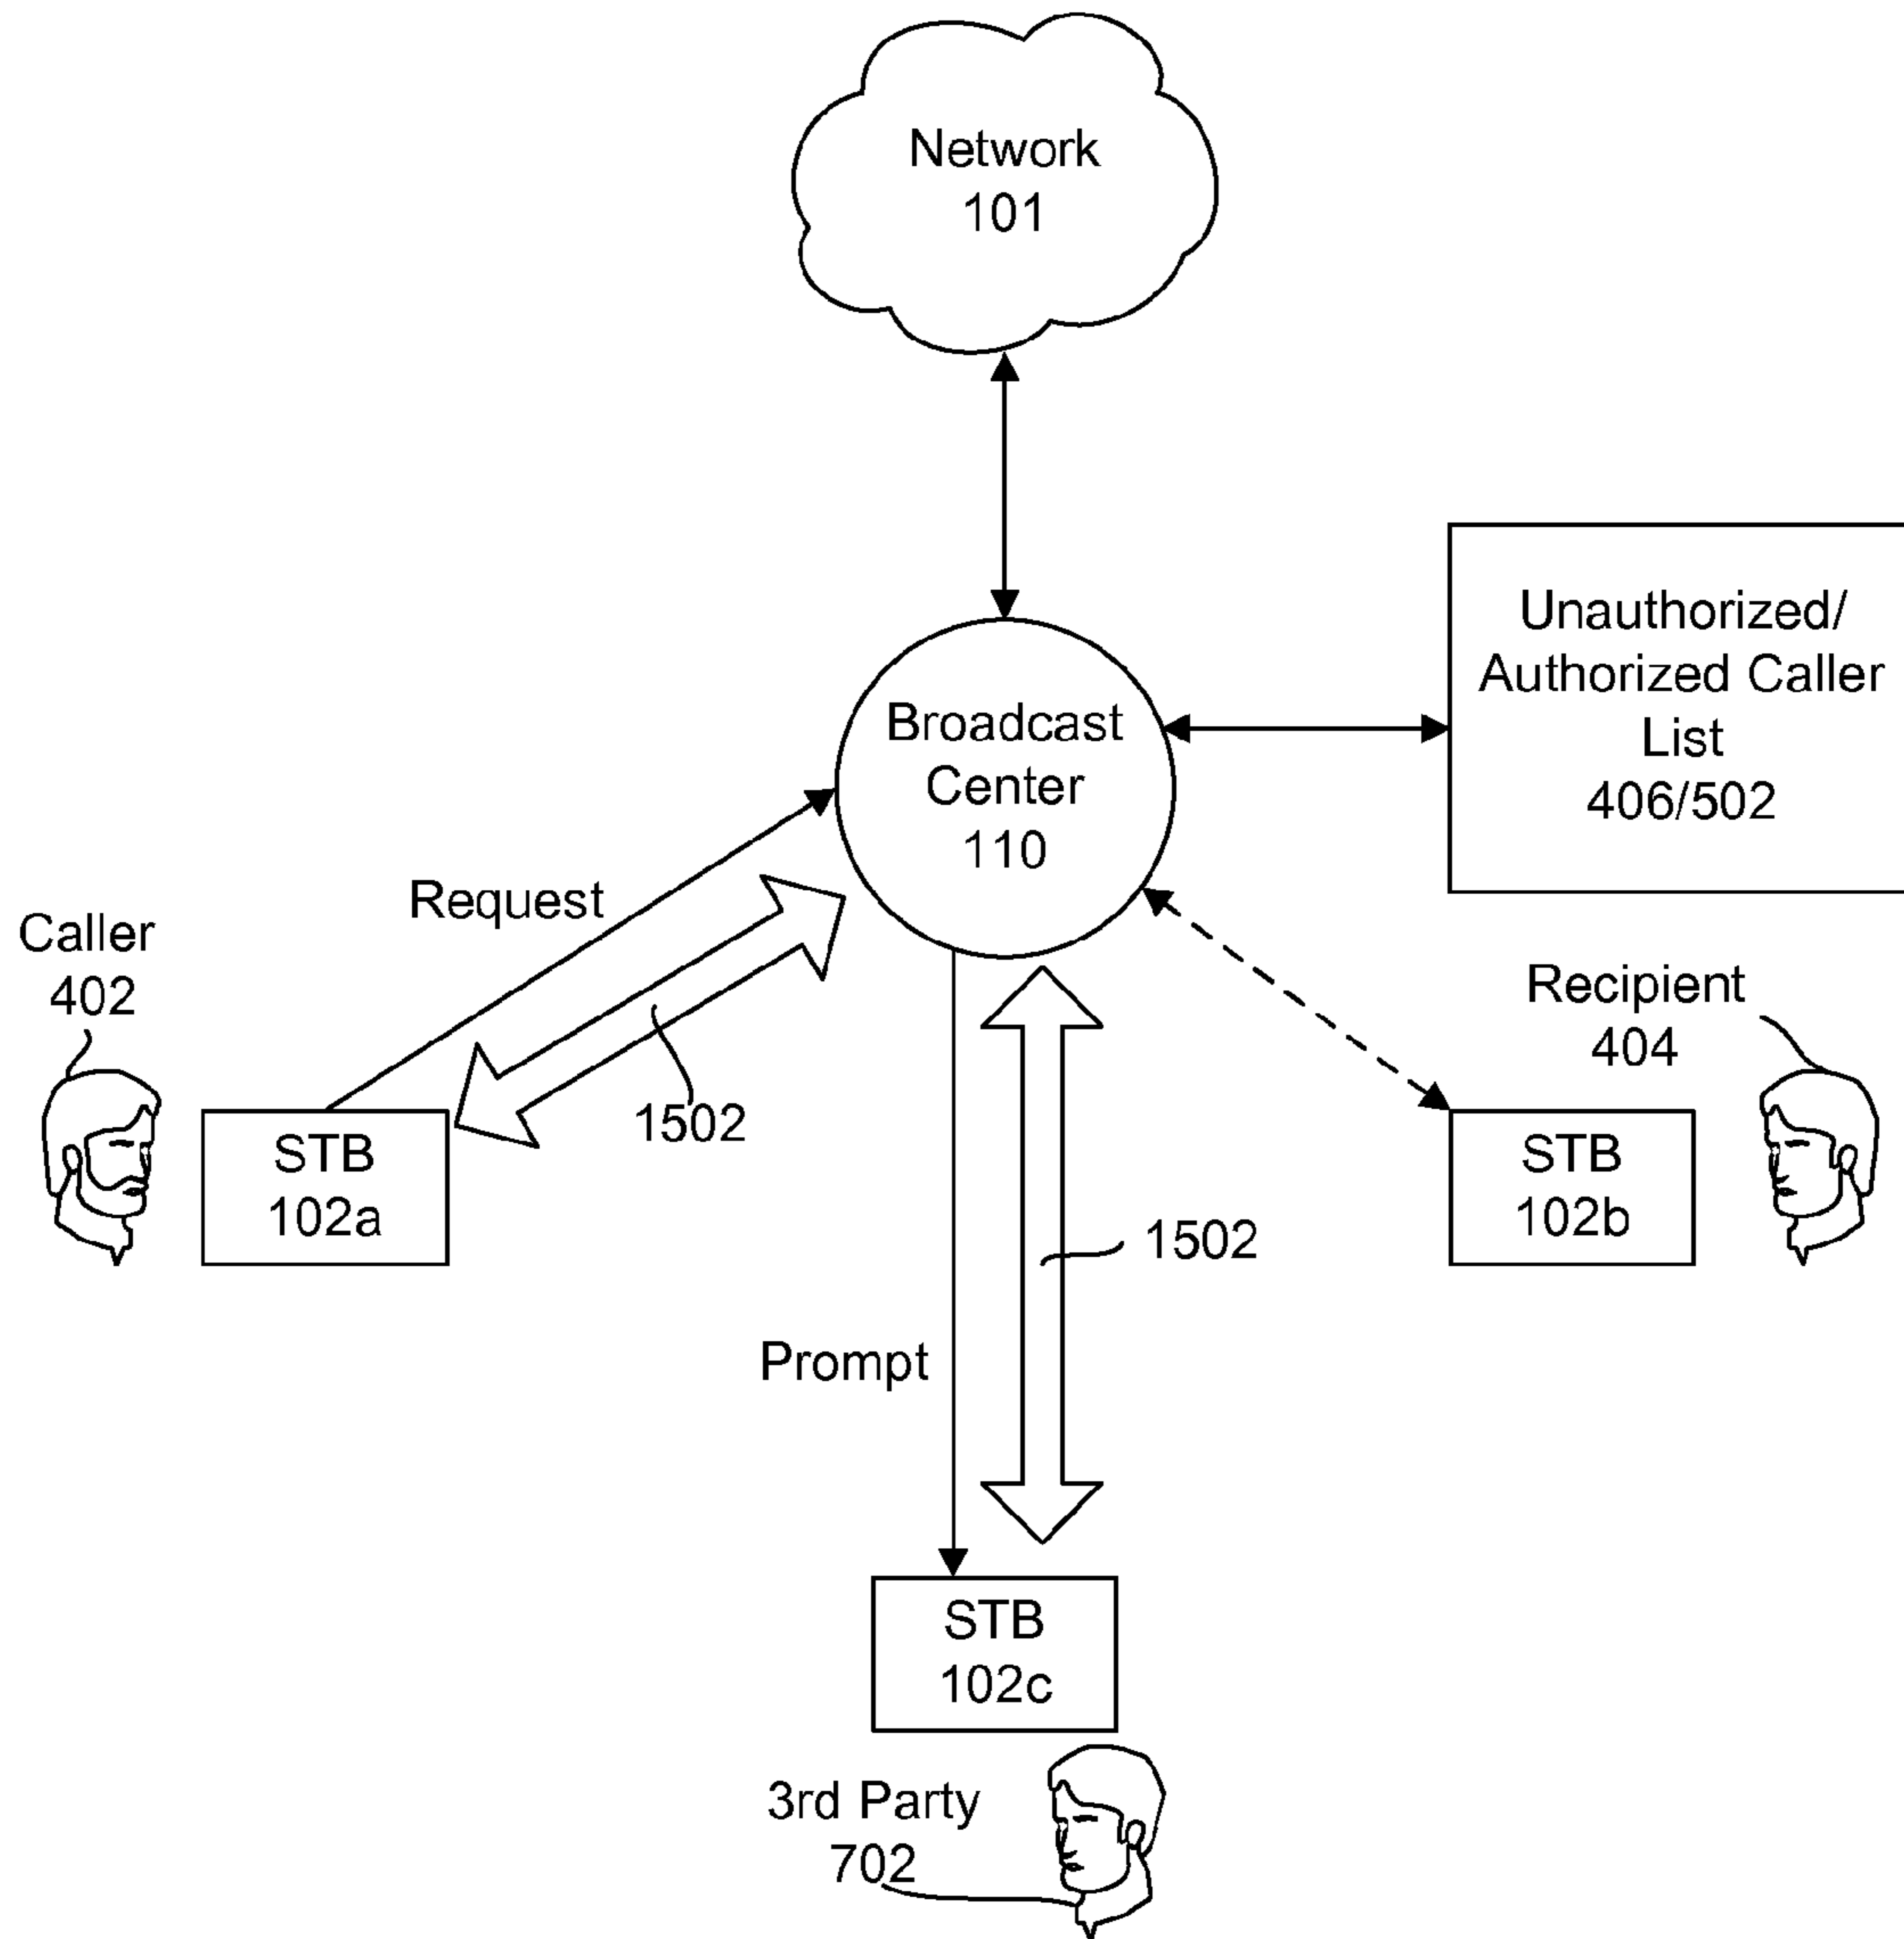 Network
101
Unauthorized/
Authorized Caller
List
406/502
Broadcast
Center
110
Request
Caller
402
Recipient
404
1502
STB
102a
STB
102b
1502
Prompt
STB
102c
3rd Party
702